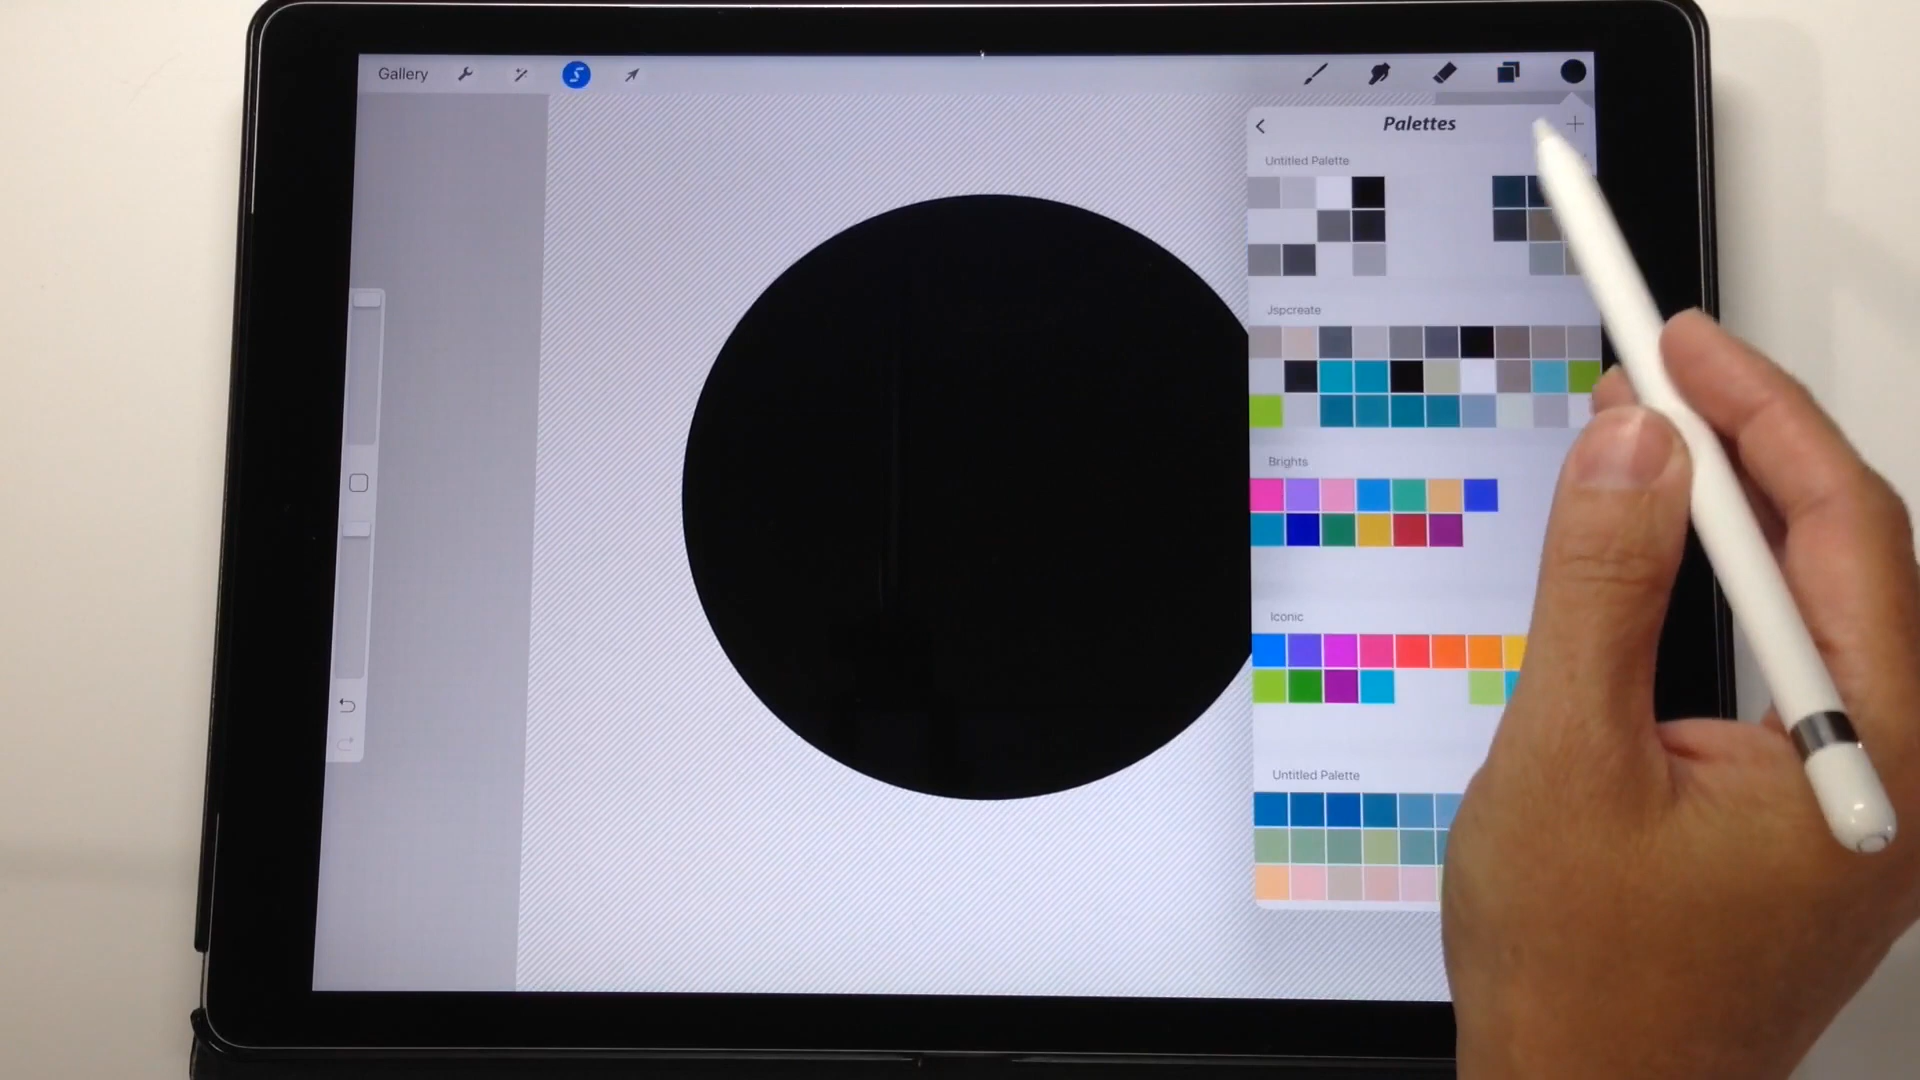 Gallery
Palettes
Untitled Palette
Jspcreate
Brights
Iconic
Untitled Palette